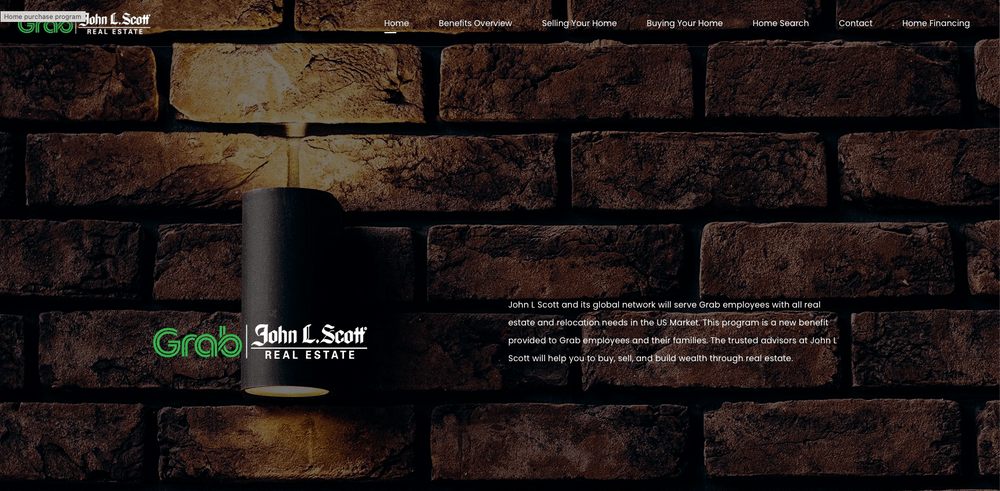 Home purchase program
Grab John L. Scott
REAL ESTATE
Home Benefits Overview Selling Your Home Buying Your Home Home Search Contact Home Financing
Grab John L. Scott
REAL ESTATE
John L Scott and its global network will serve Grab employees with all real
estate and relocation needs in the US Market. This program is a new benefit
provided to Grab employees and their families. The trusted advisors at John L
Scott will help you to buy, sell, and build wealth through real estate.